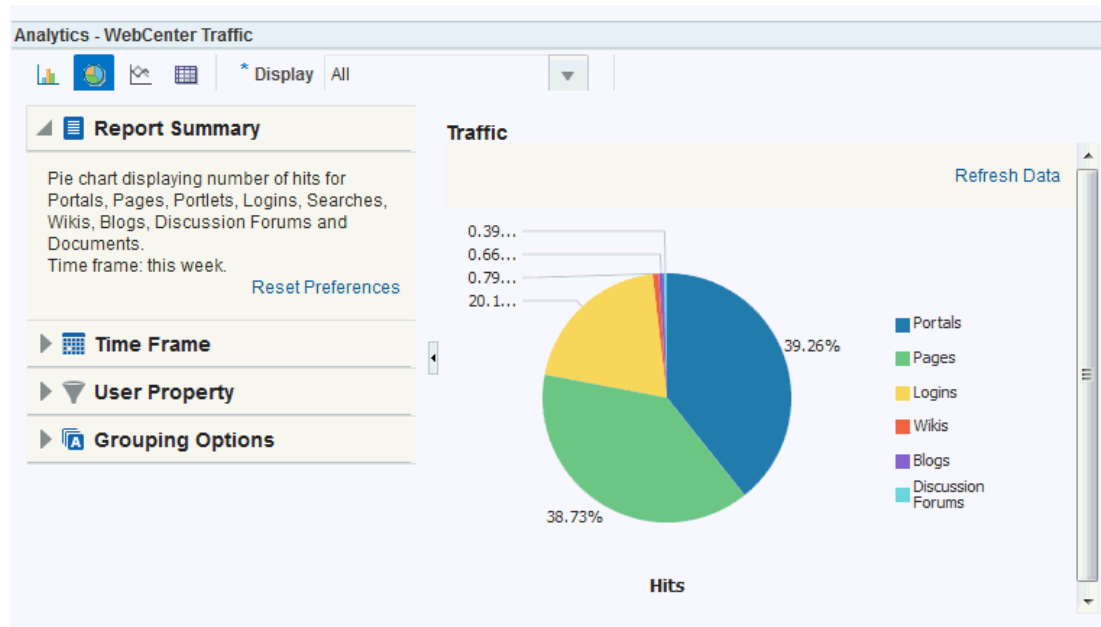 Analytics - WebCenter Traffic
* Display All
Report Summary
Pie chart displaying number of hits for
Portals, Pages, Portlets, Logins, Searches,
Wikis, Blogs, Discussion Forums and
Documents.
Time frame: this week.
Reset Preferences
Time Frame
User Property
A Grouping Options
Traffic
Refresh Data
0.39...
0.66...
0.79...
20.1...
39.26%
38.73%
Portals
Pages
Logins
Wikis
Blogs
Discussion
Forums
Hits